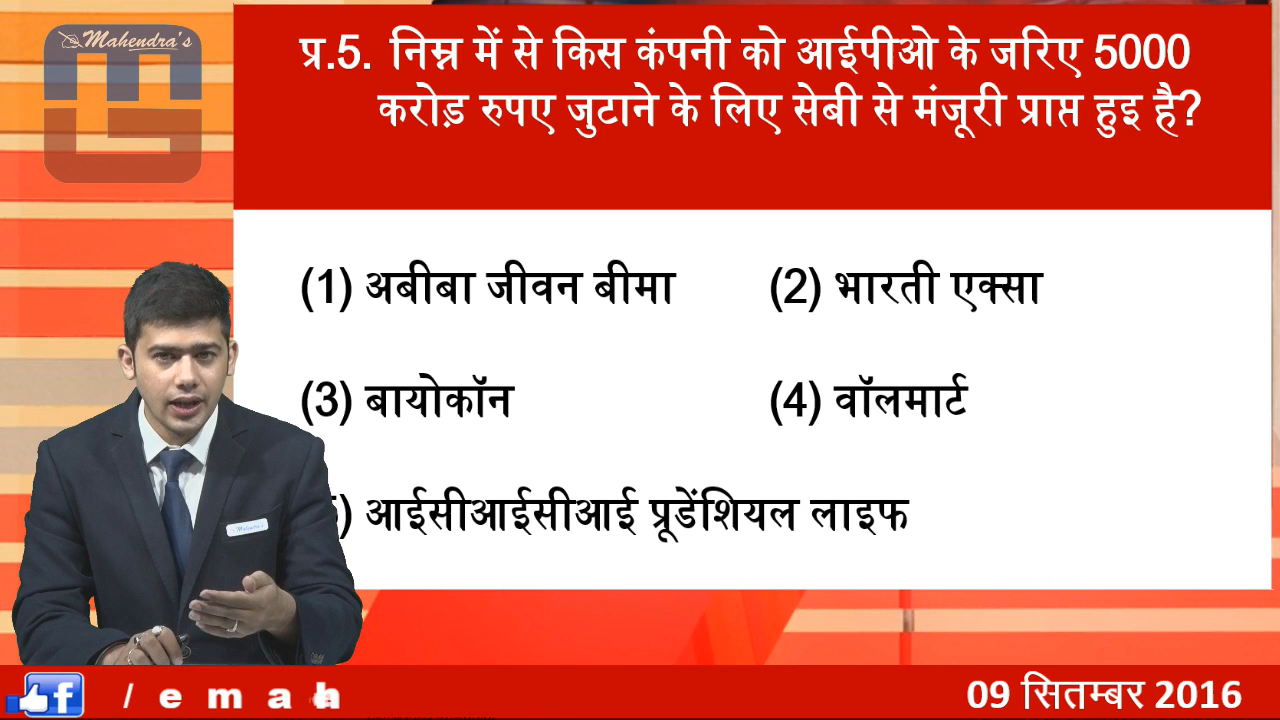 Mahendra's
प्र.5. निम्न में से किस कंपनी को आईपीओ के जरिए 5000
करोड़ रुपए जुटाने के लिए सेबी से मंजूरी प्राप्त हुइ है?
(1) अबीबा जीवन बीमा (2) भारती एक्सा
(3) बायोकॉन (4) वॉलमार्ट
) आईसीआईसीआई प्रूडेंशियल लाइफ
Mahendra's
f / e m a h
09 सितम्बर 2016